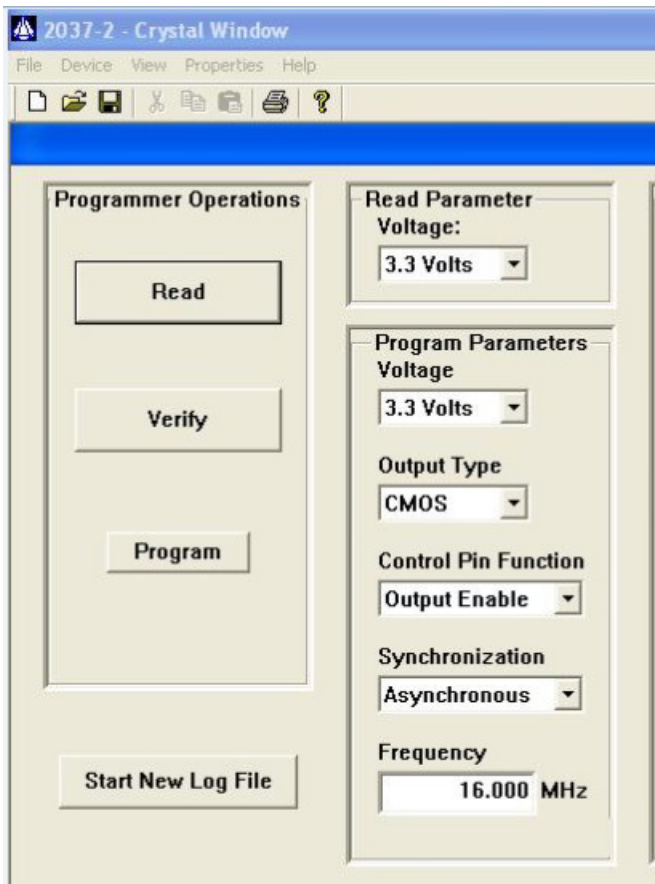 2037-2 - Crystal Window
File Device View Properties Help
Programmer Operations
Read
Verify
Program
Start New Log File
Read Parameter
Voltage:
3.3 Volts
Program Parameters
Voltage
3.3 Volts
Output Type
CMOS
Control Pin Function
Output Enable
Synchronization
Asynchronous
Frequency
16.000 MHz